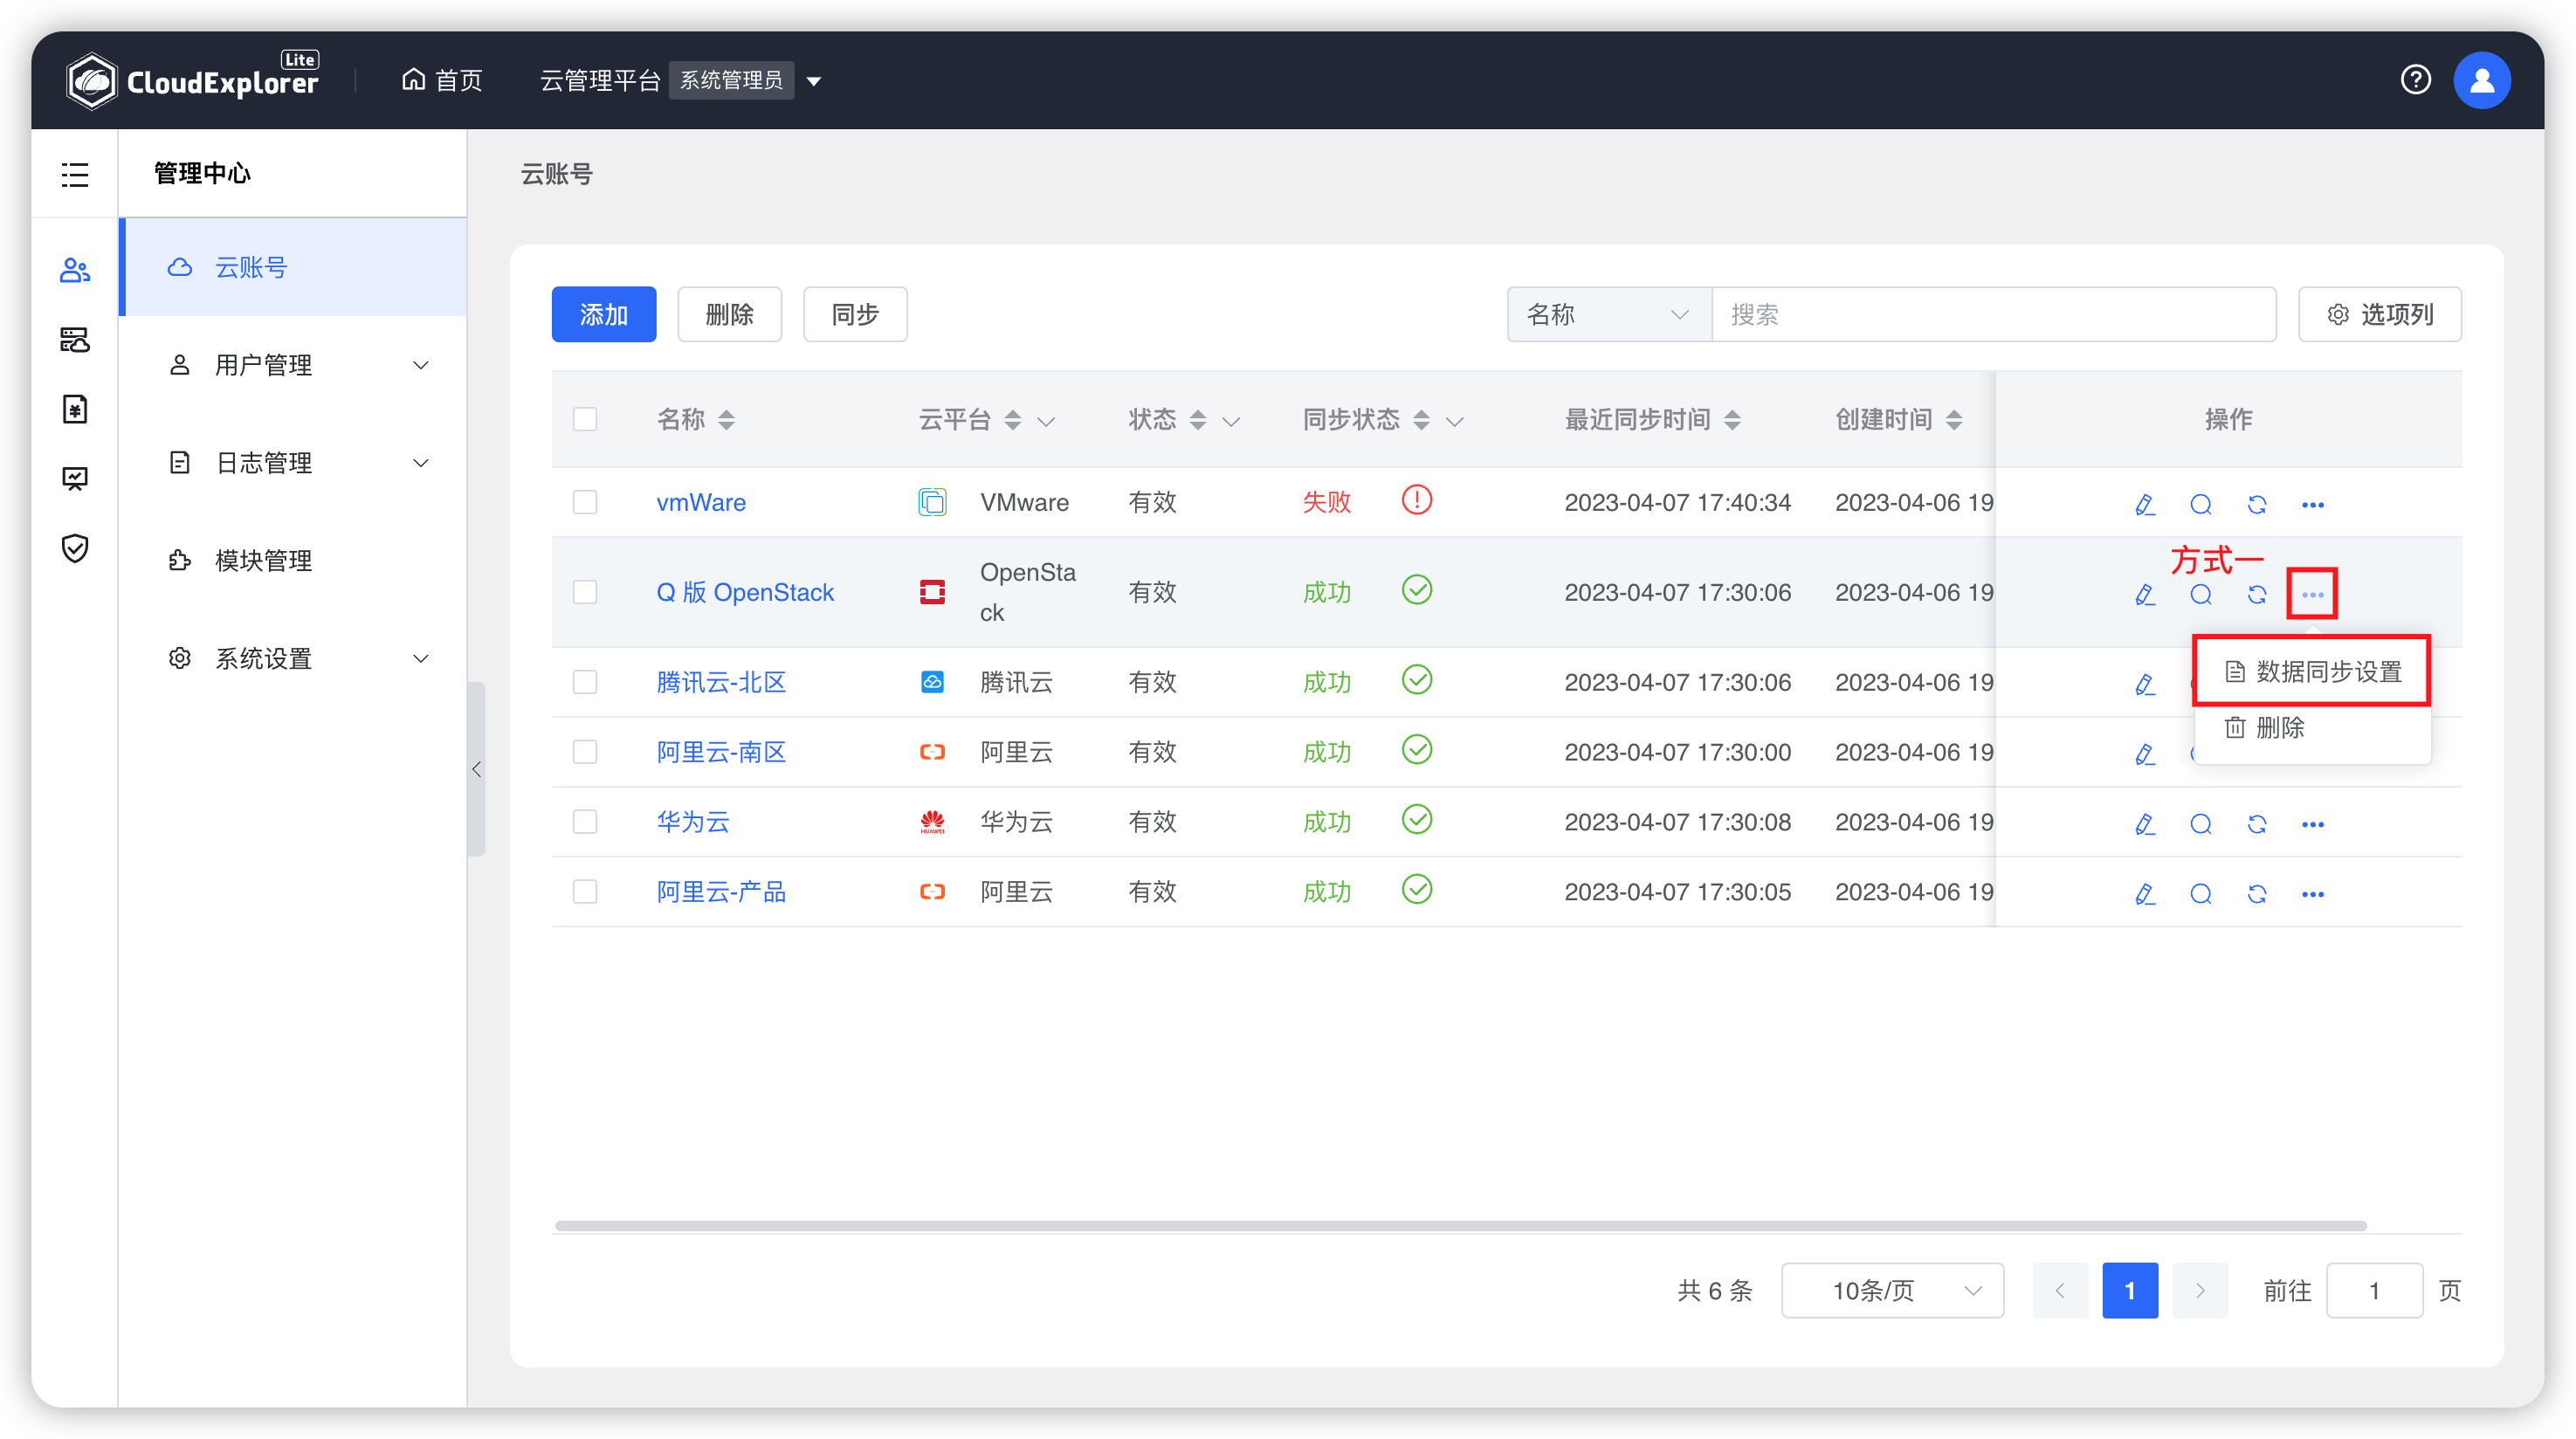 CloudExplorer Lite
首页
云管理平台 系统管理员
管理中心
云账号
用户管理
日志管理
模块管理
系统设置
云账号
添加 删除 同步 名称 搜索 选项列
名称 云平台 状态 同步状态 最近同步时间 创建时间 操作
vmWare VMware 有效 失败 2023-04-07 17:40:34 2023-04-06 19
方式一
Q 版 OpenStack OpenSta
ck 有效 成功 2023-04-07 17:30:06 2023-04-06 19
腾讯云-北区 腾讯云 有效 成功 2023-04-07 17:30:06 2023-04-06 19
数据同步设置
删除
阿里云-南区 阿里云 有效 成功 2023-04-07 17:30:00 2023-04-06 19
华为云 HUAWEI 华为云 有效 成功 2023-04-07 17:30:08 2023-04-06 19
阿里云-产品 阿里云 有效 成功 2023-04-07 17:30:05 2023-04-06 19
共 6 条 10条/页 1 前往 1 页